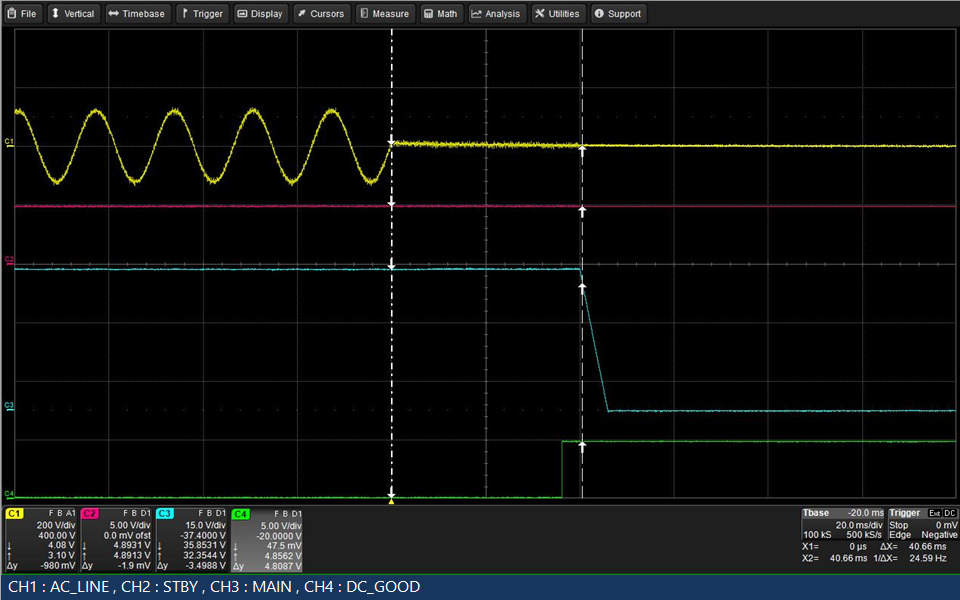 File Vertical Timebase Trigger Display Cursors Measure Math Analysis Utilities Support
C1
C2
C3
C4
C1 F B A1
200 V/div
400.00 V
↓ 4.08 V
↑ 3.10 V
Δy -980 mV
C2 F B D1
5.00 V/div
0.0 mV ofst
↓ 4.8931 V
↑ 4.8913 V
Δy -1.9 mV
C3 F B D1
15.0 V/div
-37.4000 V
↓ 35.8531 V
↑ 32.3544 V
Δy -3.4988 V
C4 F B D1
5.00 V/div
-20.0000 V
↓ 47.5 mV
↑ 4.8562 V
Δy 4.8087 V
Tbase -20.0 ms
20.0 ms/div
100 kS 500 kS/s
Trigger Ext DC
Stop 0 mV
Edge Negative
X1= 0 µs ΔX= 40.66 ms
X2= 40.66 ms 1/ΔX= 24.59 Hz
CH1 : AC_LINE , CH2 : STBY , CH3 : MAIN , CH4 : DC_GOOD